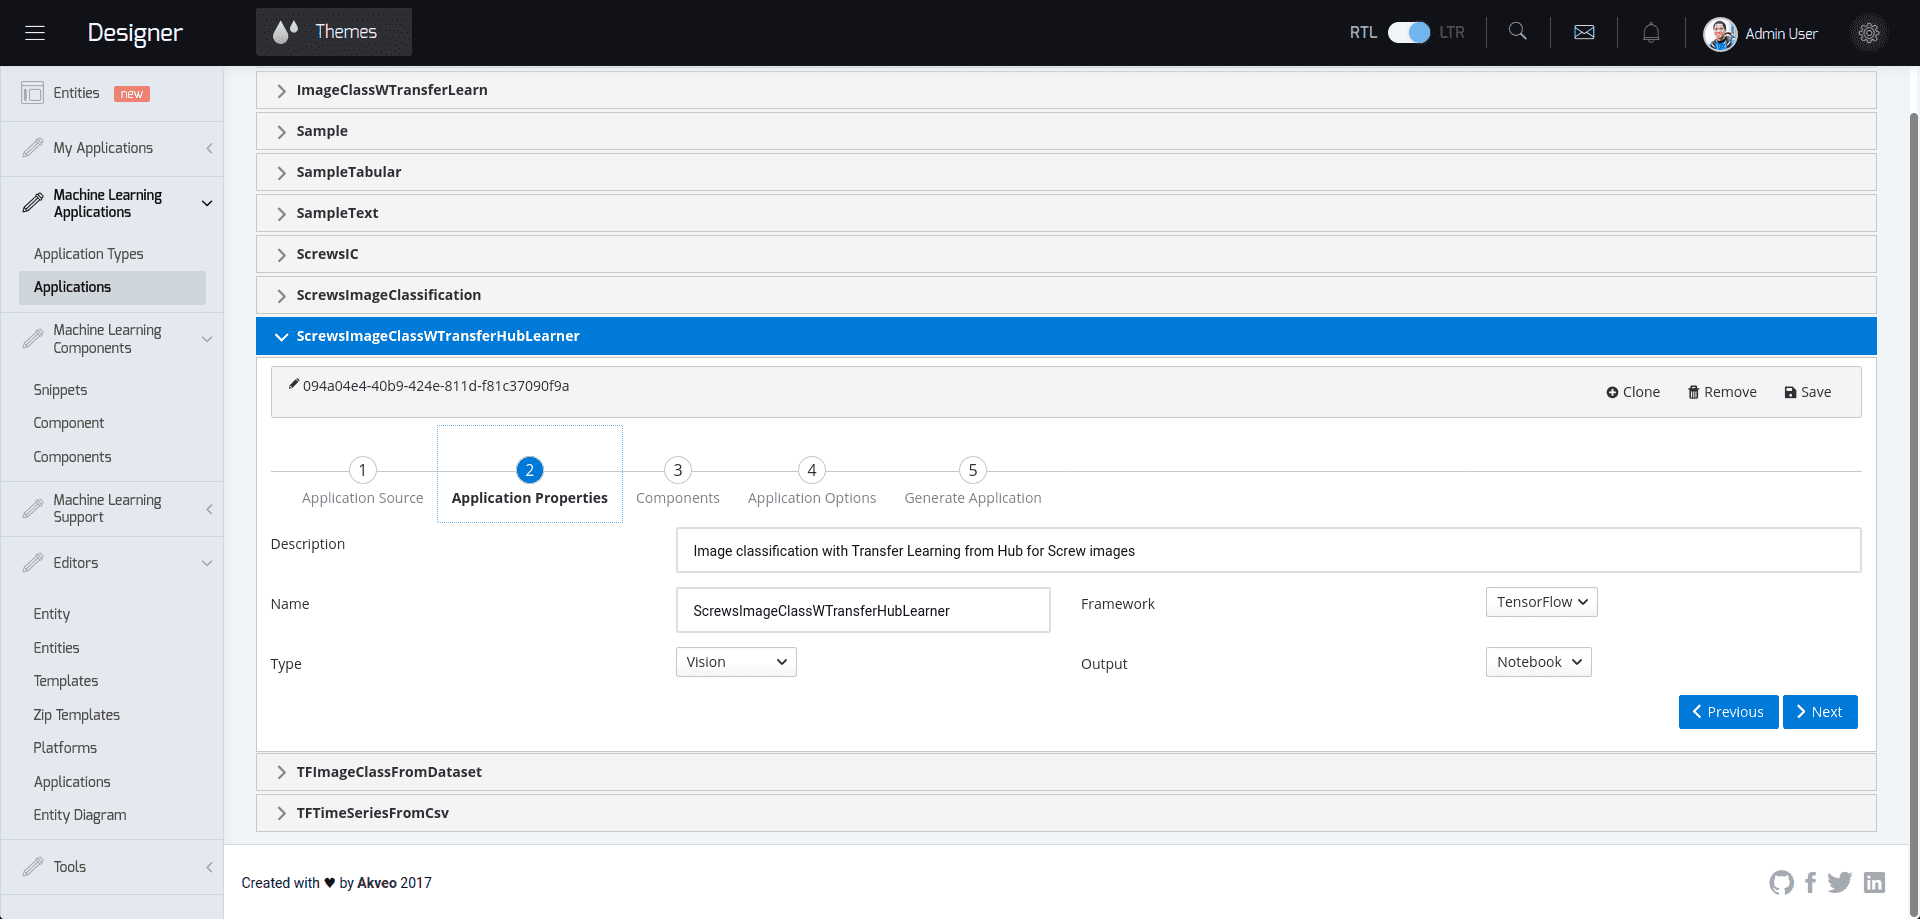 Designer
Themes
RTL LTR
Admin User
Entities new
My Applications
Machine Learning
Applications
Application Types
Applications
Machine Learning
Components
Snippets
Component
Components
Machine Learning
Support
Editors
Entity
Entities
Templates
Zip Templates
Platforms
Applications
Entity Diagram
Tools
ImageClassWTransferLearn
Sample
SampleTabular
SampleText
ScrewsIC
ScrewsImageClassification
ScrewsImageClassWTransferHubLearner
094a04e4-40b9-424e-811d-f81c37090f9a
Clone Remove Save
1 2 3 4 5
Application Source Application Properties Components Application Options Generate Application
Description Image classification with Transfer Learning from Hub for Screw images
Name ScrewsImageClassWTransferHubLearner Framework TensorFlow
Type Vision Output Notebook
Previous Next
TFImageClassFromDataset
TFTimeSeriesFromCsv
Created with ♥ by Akveo 2017